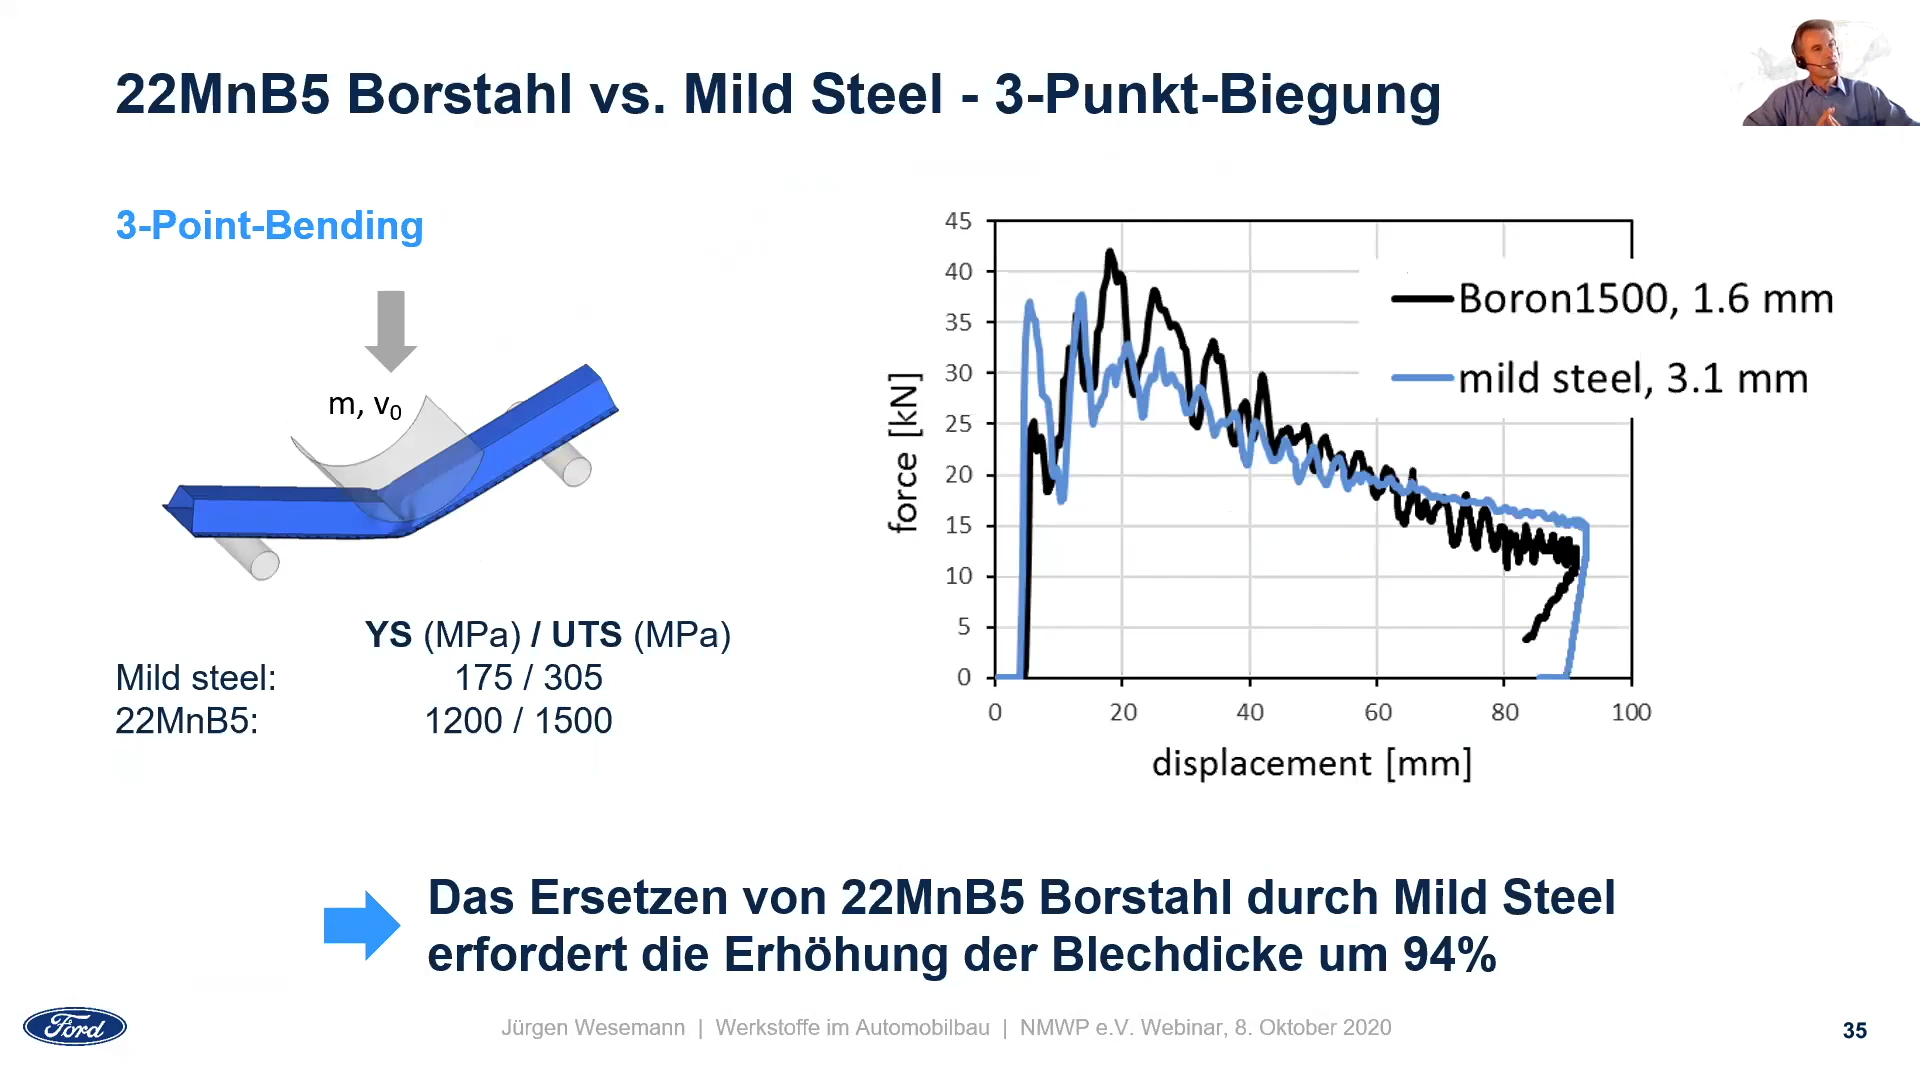 22MnB5 Borstahl vs. Mild Steel - 3-Punkt-Biegung
3-Point-Bending
m, v₀
YS (MPa) / UTS (MPa)
Mild steel: 175 / 305
22MnB5: 1200 / 1500
45
40
35
30
25
20
15
10
5
0
force [kN]
0 20 40 60 80 100
displacement [mm]
Boron1500, 1.6 mm
mild steel, 3.1 mm
Das Ersetzen von 22MnB5 Borstahl durch Mild Steel
erfordert die Erhöhung der Blechdicke um 94%
Ford
Jürgen Wesemann | Werkstoffe im Automobilbau | NMWP e.V. Webinar, 8. Oktober 2020
35